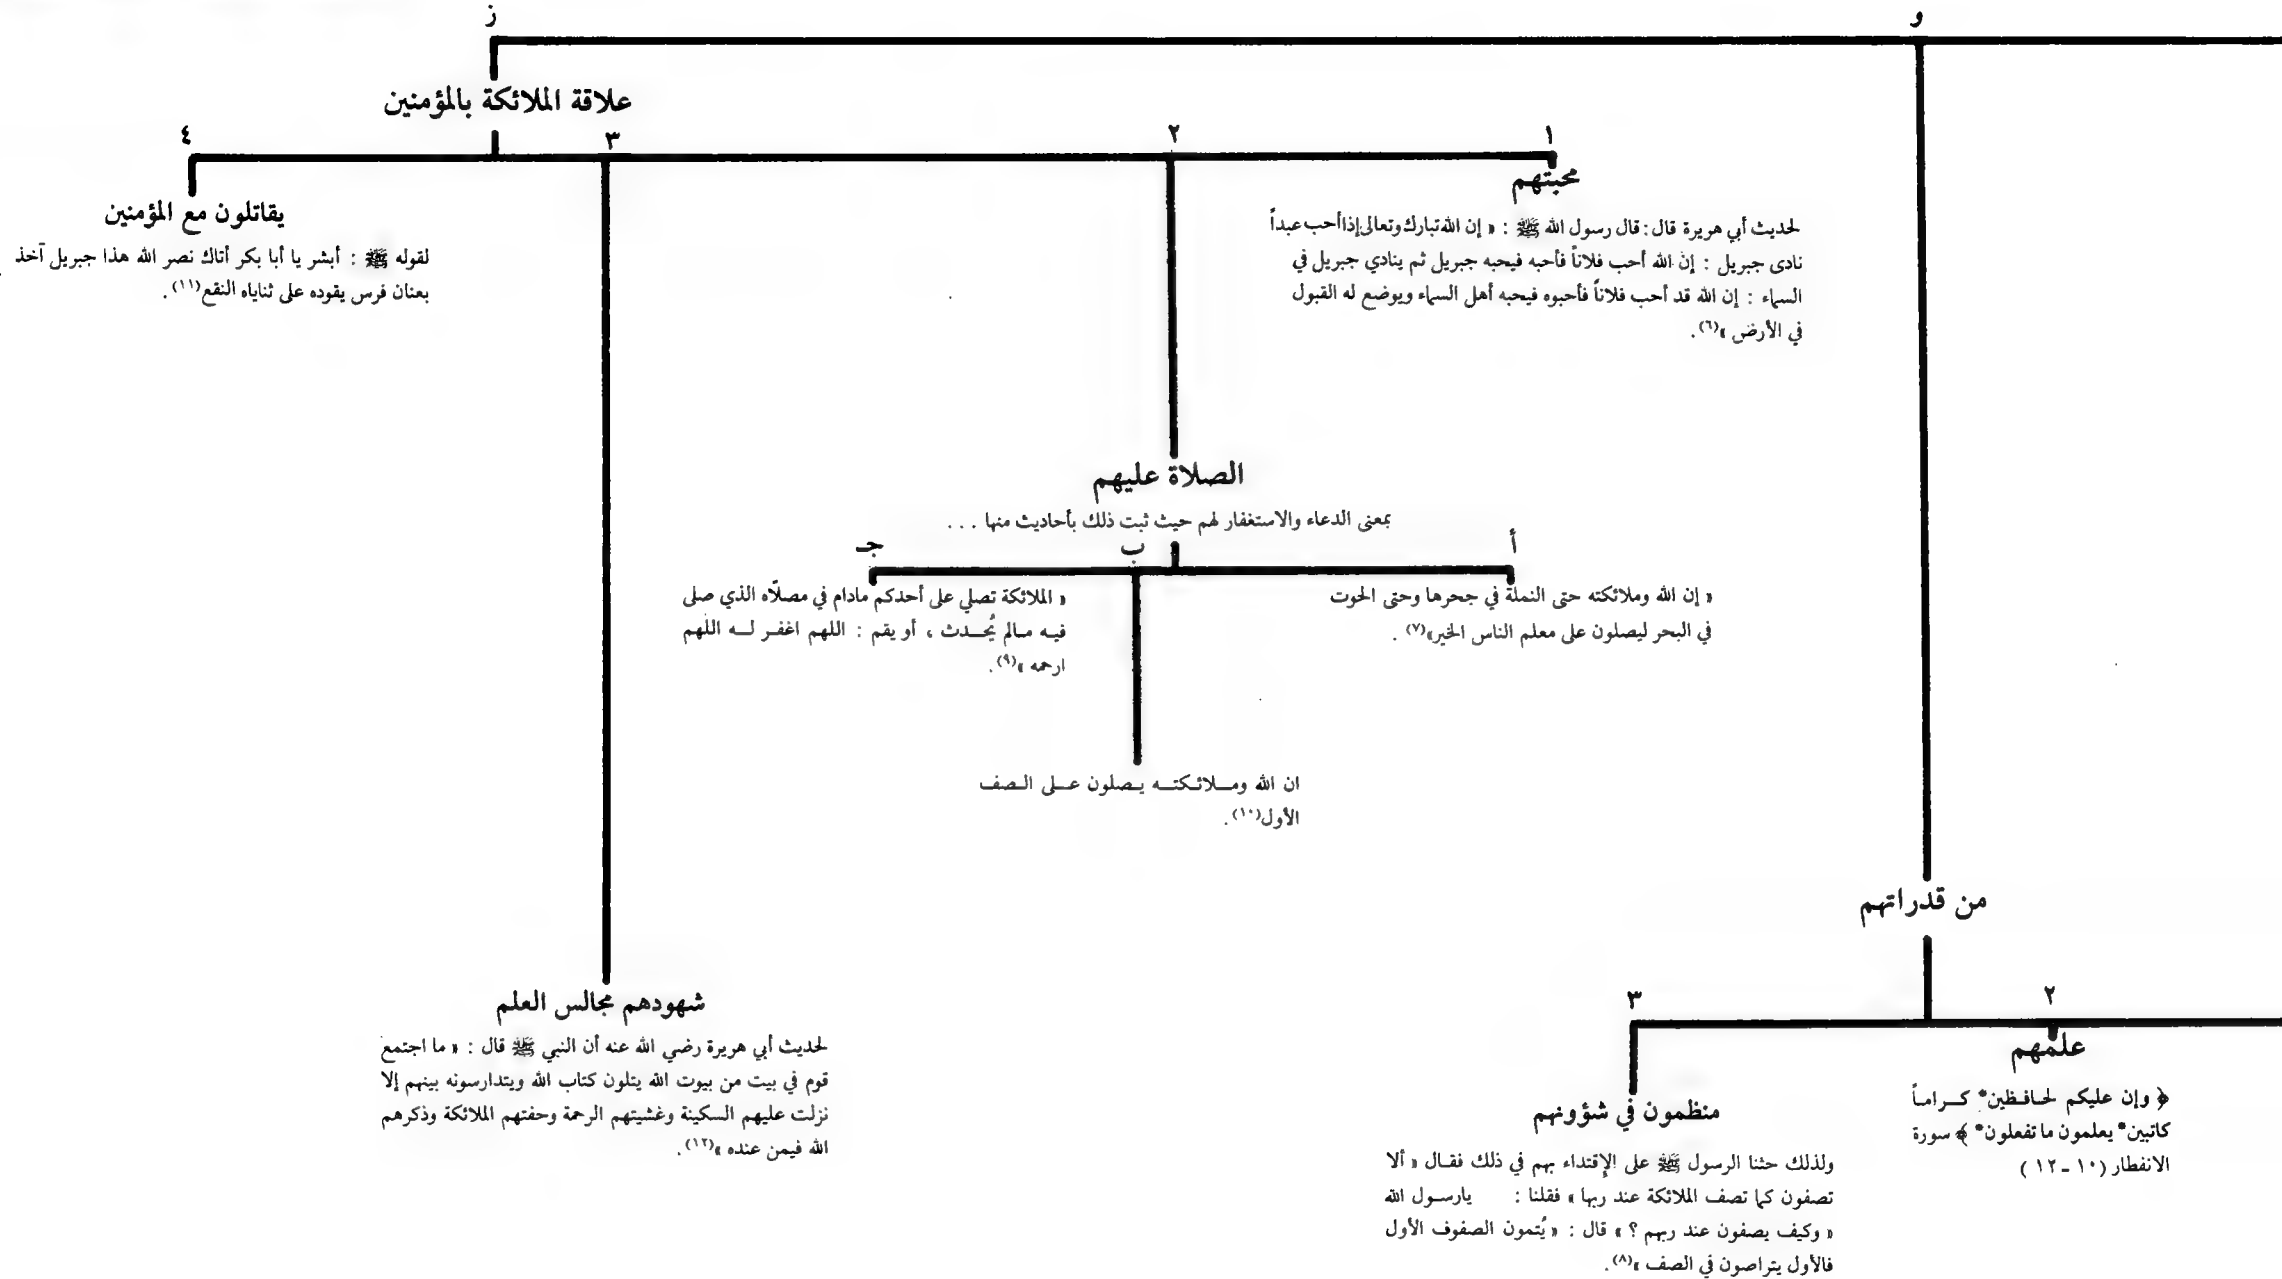 و
من قدراتهم
٢
علمهم
﴿ وإن عليكم لحافظين* كراماً
كاتبين* يعلمون ما تفعلون* ﴾ سورة
الانفطار (١٠ ـ ١٢ )
٣
منظمون في شؤونهم
ولذلك حثنا الرسول ﷺ على الإقتداء بهم في ذلك فقال « ألا
تصفون كما تصف الملائكة عند ربها » فقلنا : يارسول الله
« وكيف يصفون عند ربهم ؟ » قال : « يُتمون الصفوف الأول
فالأول يتراصون في الصف »(٨).
ز
علاقة الملائكة بالمؤمنين
١
محبتهم
لحديث أبي هريرة قال : قال رسول الله ﷺ : « إن الله تبارك وتعالى إذا أحب عبداً
نادى جبريل : إن الله أحب فلاناً فأحبه فيحبه جبريل ثم ينادي جبريل في
السماء : إن الله قد أحب فلاناً فأحبوه فيحبه أهل السماء ويوضع له القبول
في الأرض »(٦).
٢
الصلاة عليهم
بمعنى الدعاء والاستغفار لهم حيث ثبت ذلك بأحاديث منها ...
أ
« إن الله وملائكته حتى النملة في جحرها وحتى الحوت
في البحر ليصلون على معلم الناس الخير»(٧) .
ب
ان الله وملائكته يصلون على الصف
الأول(١٠).
جـ
« الملائكة تصلي على أحدكم مادام في مصلّاه الذي صلى
فيه مالم يُحدث ، أو يقم : اللهم اغفر له اللهم
ارحمه »(٩).
٣
شهودهم مجالس العلم
لحديث أبي هريرة رضي الله عنه أن النبي ﷺ قال : « ما اجتمع
قوم في بيت من بيوت الله يتلون كتاب الله ويتدارسونه بينهم إلا
نزلت عليهم السكينة وغشيتهم الرحمة وحفتهم الملائكة وذكرهم
الله فيمن عنده »(١٢).
٤
يقاتلون مع المؤمنين
لقوله ﷺ : أبشر يا أبا بكر أتاك نصر الله هذا جبريل آخذ
بعنان فرس يقوده على ثناياه النقع(١١).